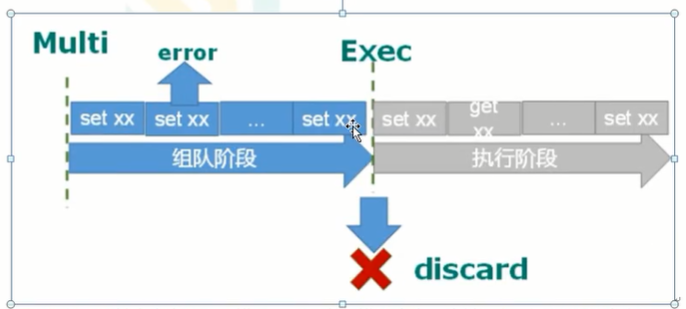 Multi
error
Exec
set xx
set xx
...
set xx
set xx
get
xx
...
set xx
组队阶段
执行阶段
discard